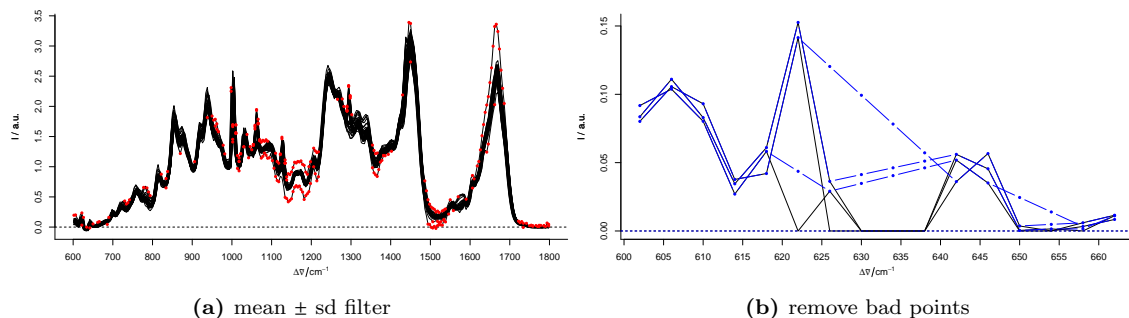 3.5
3.0
2.5
2.0
1.5
1.0
0.5
0.0
I / a.u.
600 700 800 900 1000 1100 1200 1300 1400 1500 1600 1700 1800
Δν̃/cm⁻¹
(a) mean ± sd filter
0.15
0.10
0.05
0.00
I / a.u.
600 605 610 615 620 625 630 635 640 645 650 655 660
Δν̃/cm⁻¹
(b) remove bad points